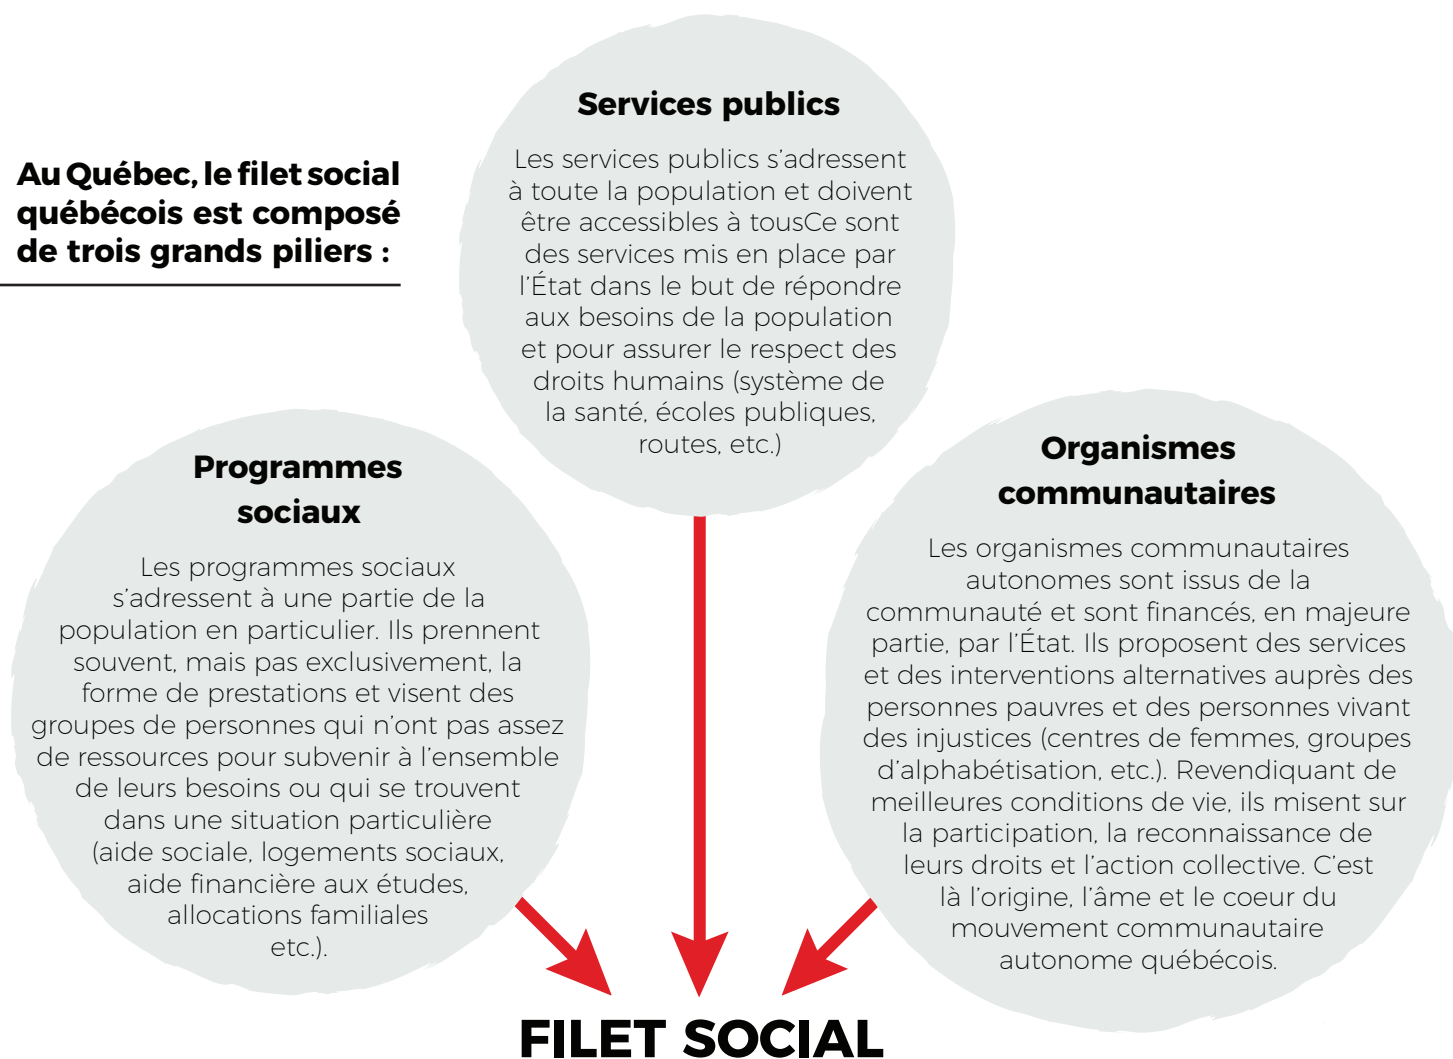 Au Québec, le filet social
québécois est composé
de trois grands piliers :
Services publics
Les services publics s’adressent
à toute la population et doivent
être accessibles à tousCe sont
des services mis en place par
l’État dans le but de répondre
aux besoins de la population
et pour assurer le respect des
droits humains (système de
la santé, écoles publiques,
routes, etc.)
Programmes
sociaux
Les programmes sociaux
s’adressent à une partie de la
population en particulier. Ils prennent
souvent, mais pas exclusivement, la
forme de prestations et visent des
groupes de personnes qui n’ont pas assez
de ressources pour subvenir à l’ensemble
de leurs besoins ou qui se trouvent
dans une situation particulière
(aide sociale, logements sociaux,
aide financière aux études,
allocations familiales
etc.).
Organismes
communautaires
Les organismes communautaires
autonomes sont issus de la
communauté et sont financés, en majeure
partie, par l’État. Ils proposent des services
et des interventions alternatives auprès des
personnes pauvres et des personnes vivant
des injustices (centres de femmes, groupes
d’alphabétisation, etc.). Revendiquant de
meilleures conditions de vie, ils misent sur
la participation, la reconnaissance de
leurs droits et l’action collective. C’est
là l’origine, l’âme et le coeur du
mouvement communautaire
autonome québécois.
FILET SOCIAL